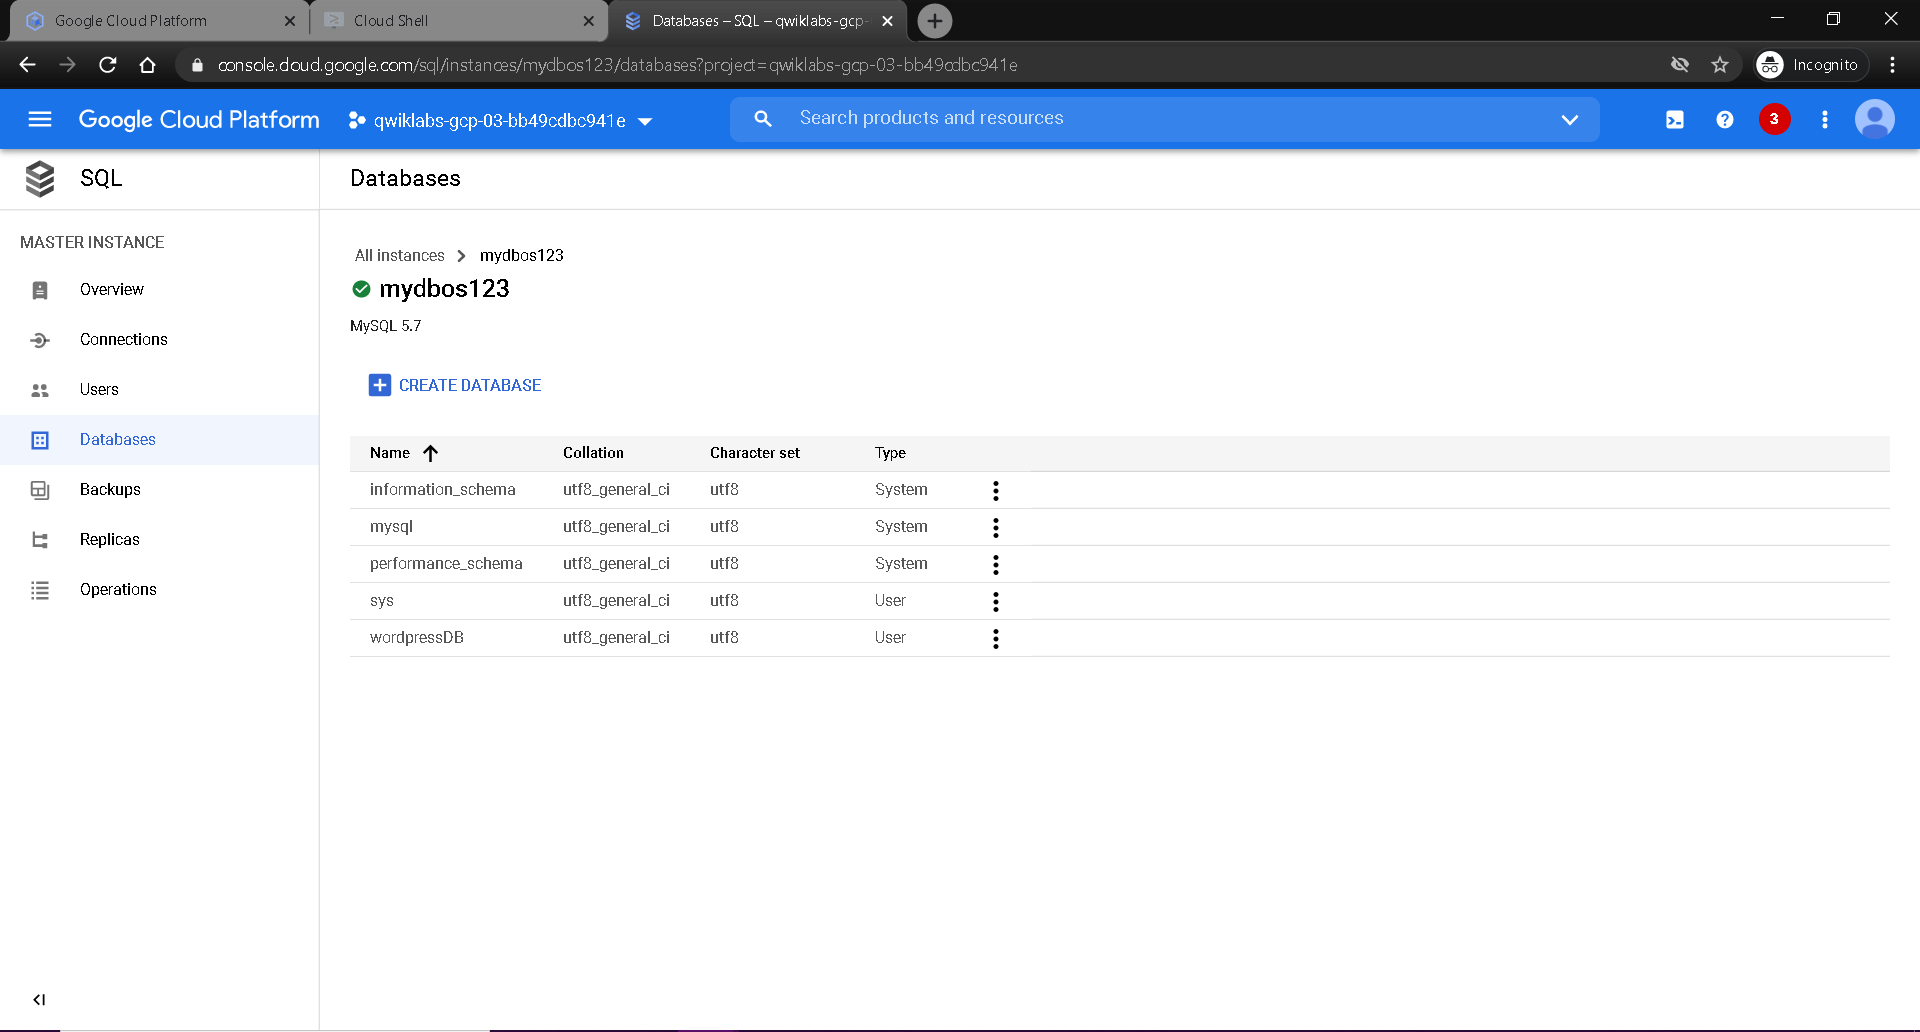 Google Cloud Platform
Cloud Shell
Databases – SQL – qwiklabs-gcp-
console.cloud.google.com/sql/instances/mydbos123/databases?project=qwiklabs-gcp-03-bb49cdbc941e
Incognito
Google Cloud Platform
qwiklabs-gcp-03-bb49cdbc941e
Search products and resources
3
SQL
Databases
MASTER INSTANCE
Overview
Connections
Users
Databases
Backups
Replicas
Operations
All instances > mydbos123
mydbos123
MySQL 5.7
CREATE DATABASE
Name Collation Character set Type
information_schema utf8_general_ci utf8 System
mysql utf8_general_ci utf8 System
performance_schema utf8_general_ci utf8 System
sys utf8_general_ci utf8 User
wordpressDB utf8_general_ci utf8 User